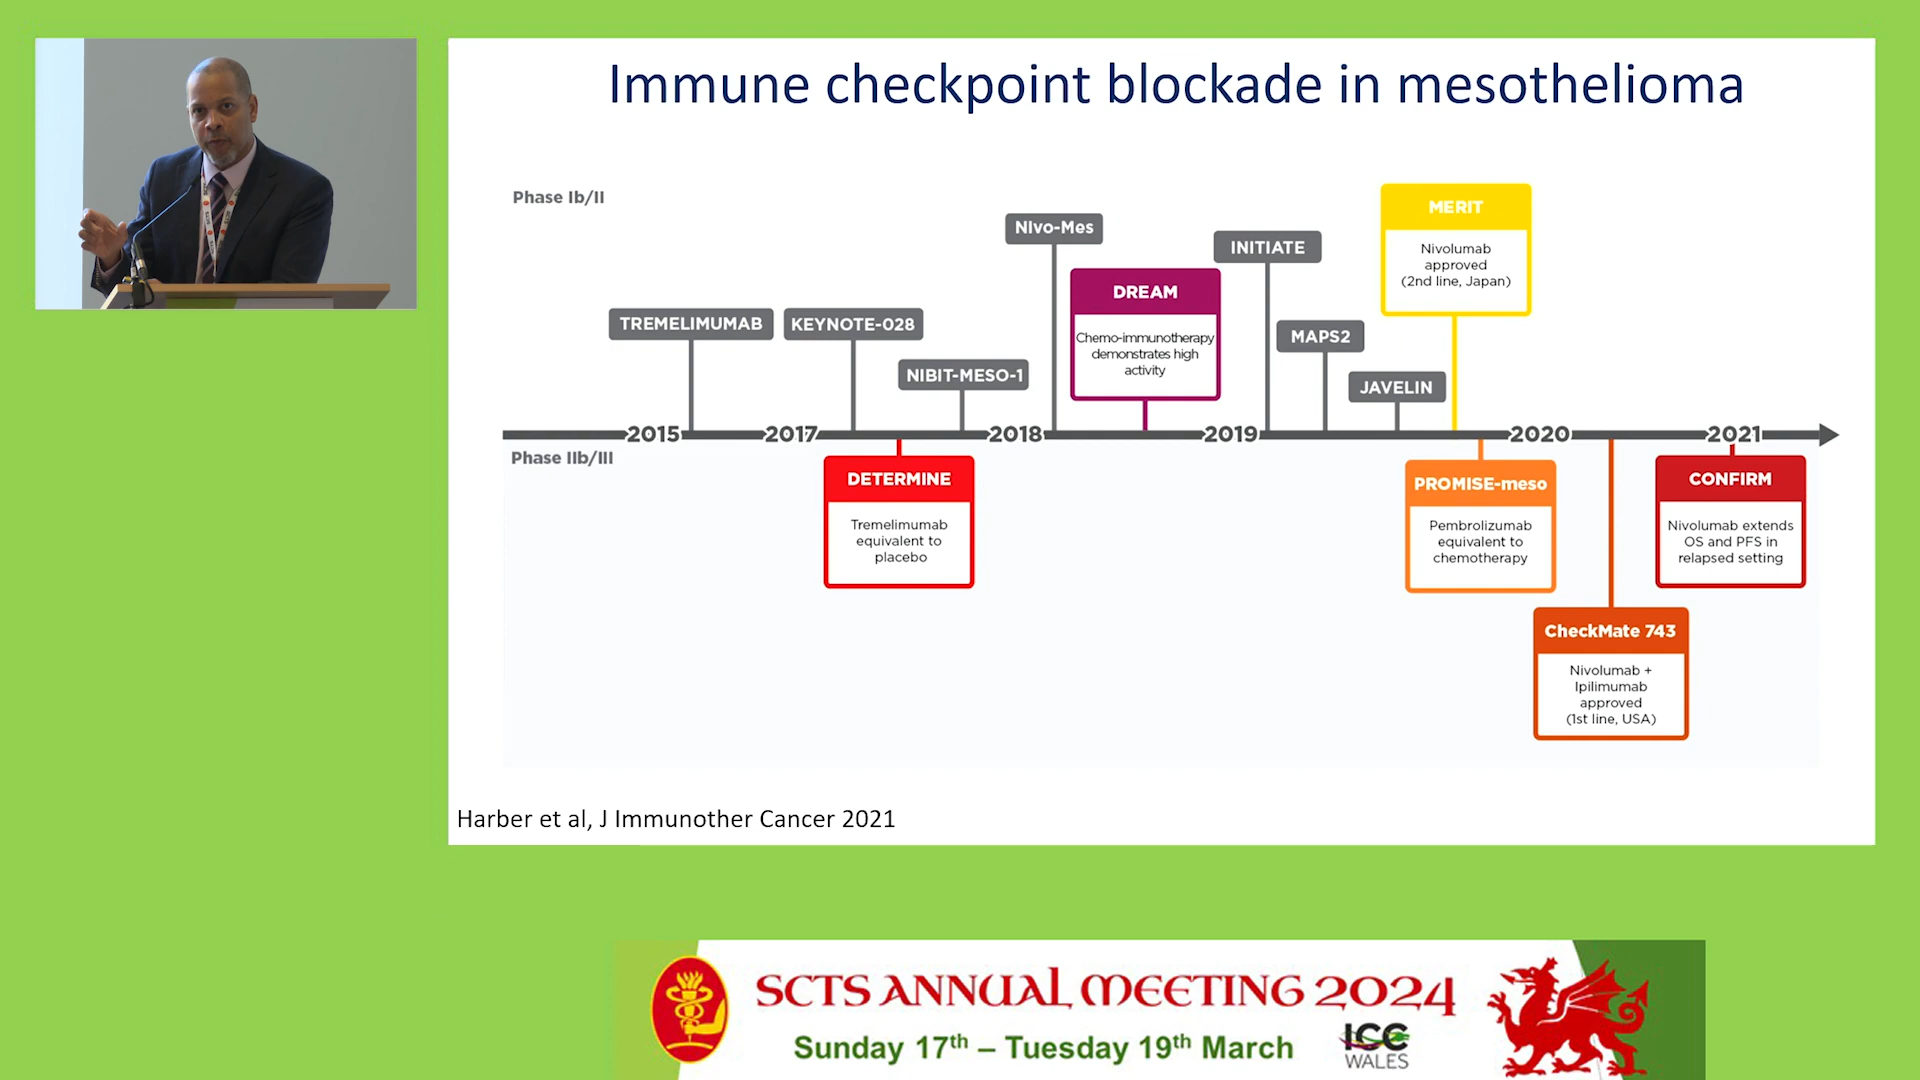 Immune checkpoint blockade in mesothelioma
Phase Ib/II
TREMELIMUMAB
KEYNOTE-028
NIBIT-MESO-1
NIvo-Mes
DREAM
Chemo-immunotherapy
demonstrates high
activity
INITIATE
MAPS2
JAVELIN
MERIT
Nivolumab
approved
(2nd line, Japan)
2015 2017 2018 2019 2020 2021
Phase IIb/III
DETERMINE
Tremelimumab
equivalent to
placebo
PROMISE-meso
Pembrolizumab
equivalent to
chemotherapy
CheckMate 743
Nivolumab +
Ipilimumab
approved
(1st line, USA)
CONFIRM
Nivolumab extends
OS and PFS in
relapsed setting
Harber et al, J Immunother Cancer 2021
SCTS ANNUAL MEETING 2024
Sunday 17th – Tuesday 19th March
ICC
WALES